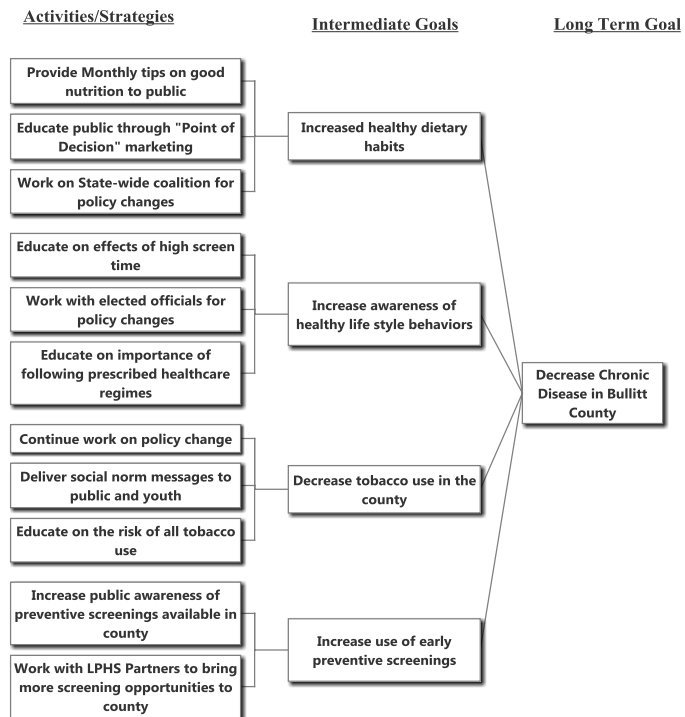 Activities/Strategies
Intermediate Goals
Long Term Goal
Provide Monthly tips on good
nutrition to public
Educate public through "Point of
Decision" marketing
Work on State-wide coalition for
policy changes
Increased healthy dietary
habits
Educate on effects of high screen
time
Work with elected officials for
policy changes
Educate on importance of
following prescribed healthcare
regimes
Increase awareness of
healthy life style behaviors
Continue work on policy change
Deliver social norm messages to
public and youth
Educate on the risk of all tobacco
use
Decrease tobacco use in the
county
Increase public awareness of
preventive screenings available in
county
Work with LPHS Partners to bring
more screening opportunities to
county
Increase use of early
preventive screenings
Decrease Chronic
Disease in Bullitt
County